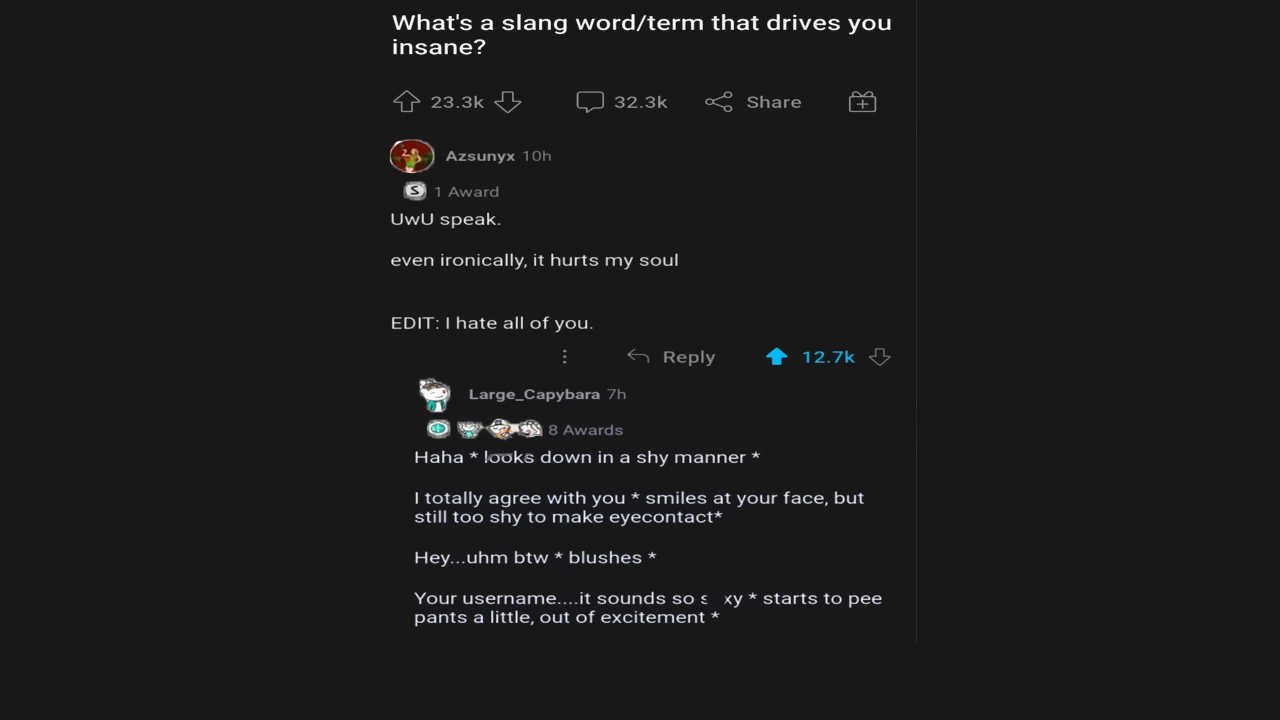 What's a slang word/term that drives you
insane?
23.3k 32.3k Share
Azsunyx 10h
S 1 Award
UwU speak.
even ironically, it hurts my soul
EDIT: I hate all of you.
Reply 12.7k
Large_Capybara 7h
8 Awards
Haha * looks down in a shy manner *
I totally agree with you * smiles at your face, but
still too shy to make eyecontact*
Hey...uhm btw * blushes *
Your username....it sounds so s xy * starts to pee
pants a little, out of excitement *